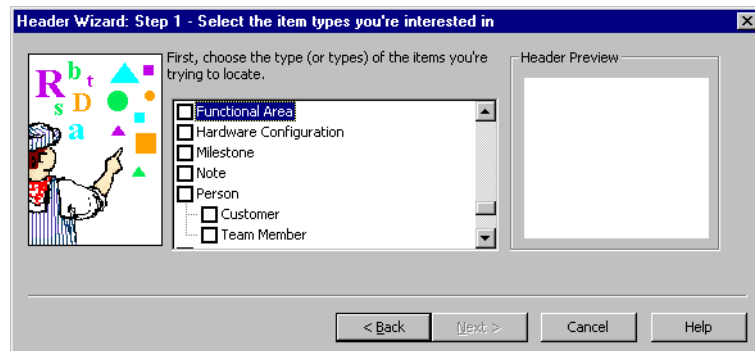 Header Wizard: Step 1 - Select the item types you're interested in
First, choose the type (or types) of the items you're
trying to locate.
Header Preview
R b t
s D
a
Functional Area
Hardware Configuration
Milestone
Note
Person
Customer
Team Member
< Back
Next >
Cancel
Help